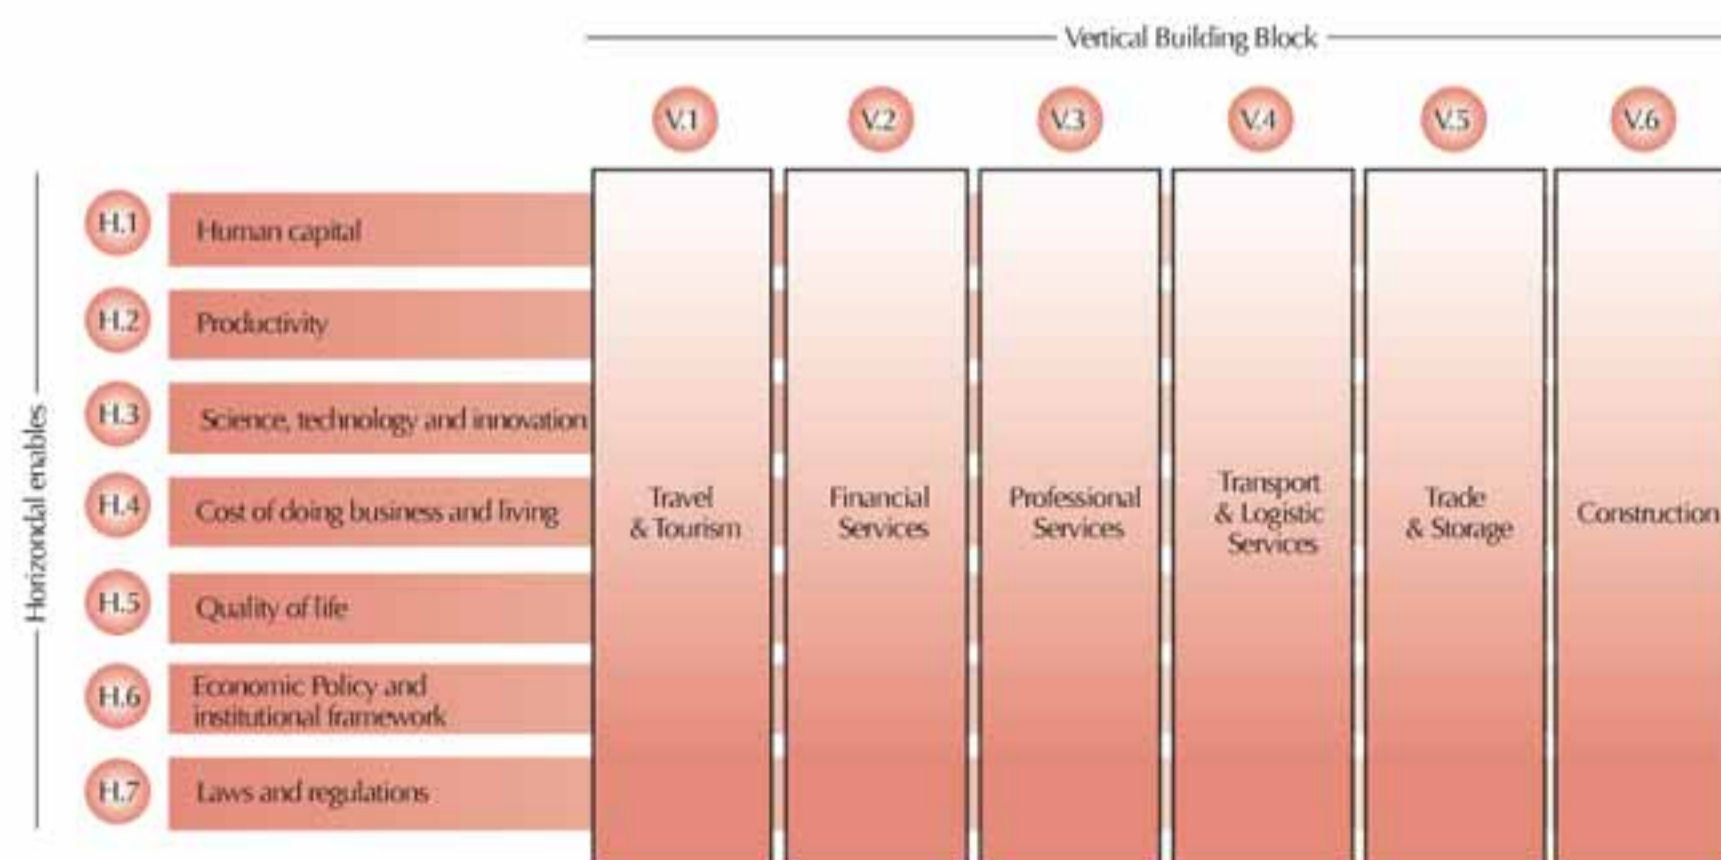 Vertical Building Block
V.1
V.2
V.3
V.4
V.5
V.6
Horizondal enables
H.1
Human capital
H.2
Productivity
H.3
Science, technology and innovation
H.4
Cost of doing business and living
H.5
Quality of life
H.6
Economic Policy and
institutional framework
H.7
Laws and regulations
Travel
& Tourism
Financial
Services
Professional
Services
Transport
& Logistic
Services
Trade
& Storage
Construction